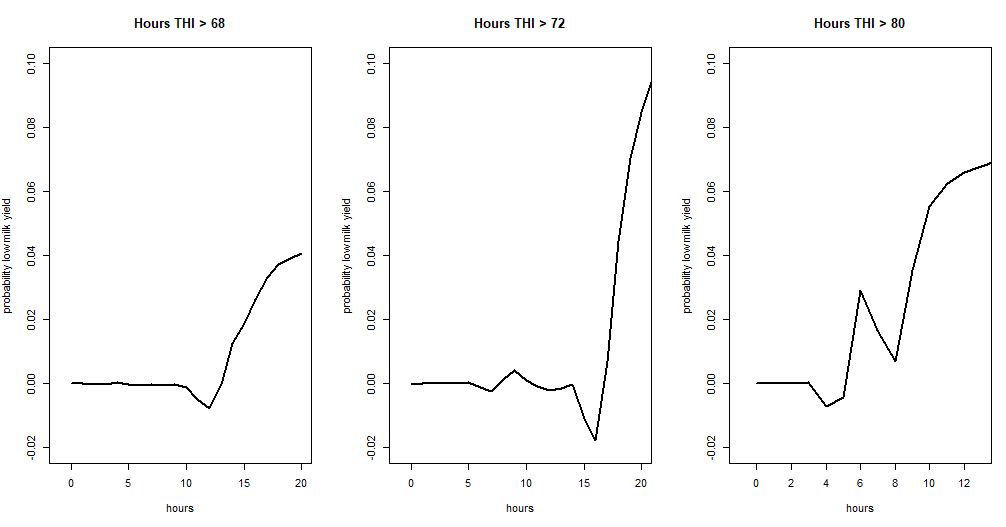 Hours THI > 68
probability low milk yield
0.10
0.08
0.06
0.04
0.02
0.00
-0.02
0 5 10 15 20
hours
Hours THI > 72
probability low milk yield
0.10
0.08
0.06
0.04
0.02
0.00
-0.02
0 5 10 15 20
hours
Hours THI > 80
probability low milk yield
0.10
0.08
0.06
0.04
0.02
0.00
-0.02
0 2 4 6 8 10 12
hours